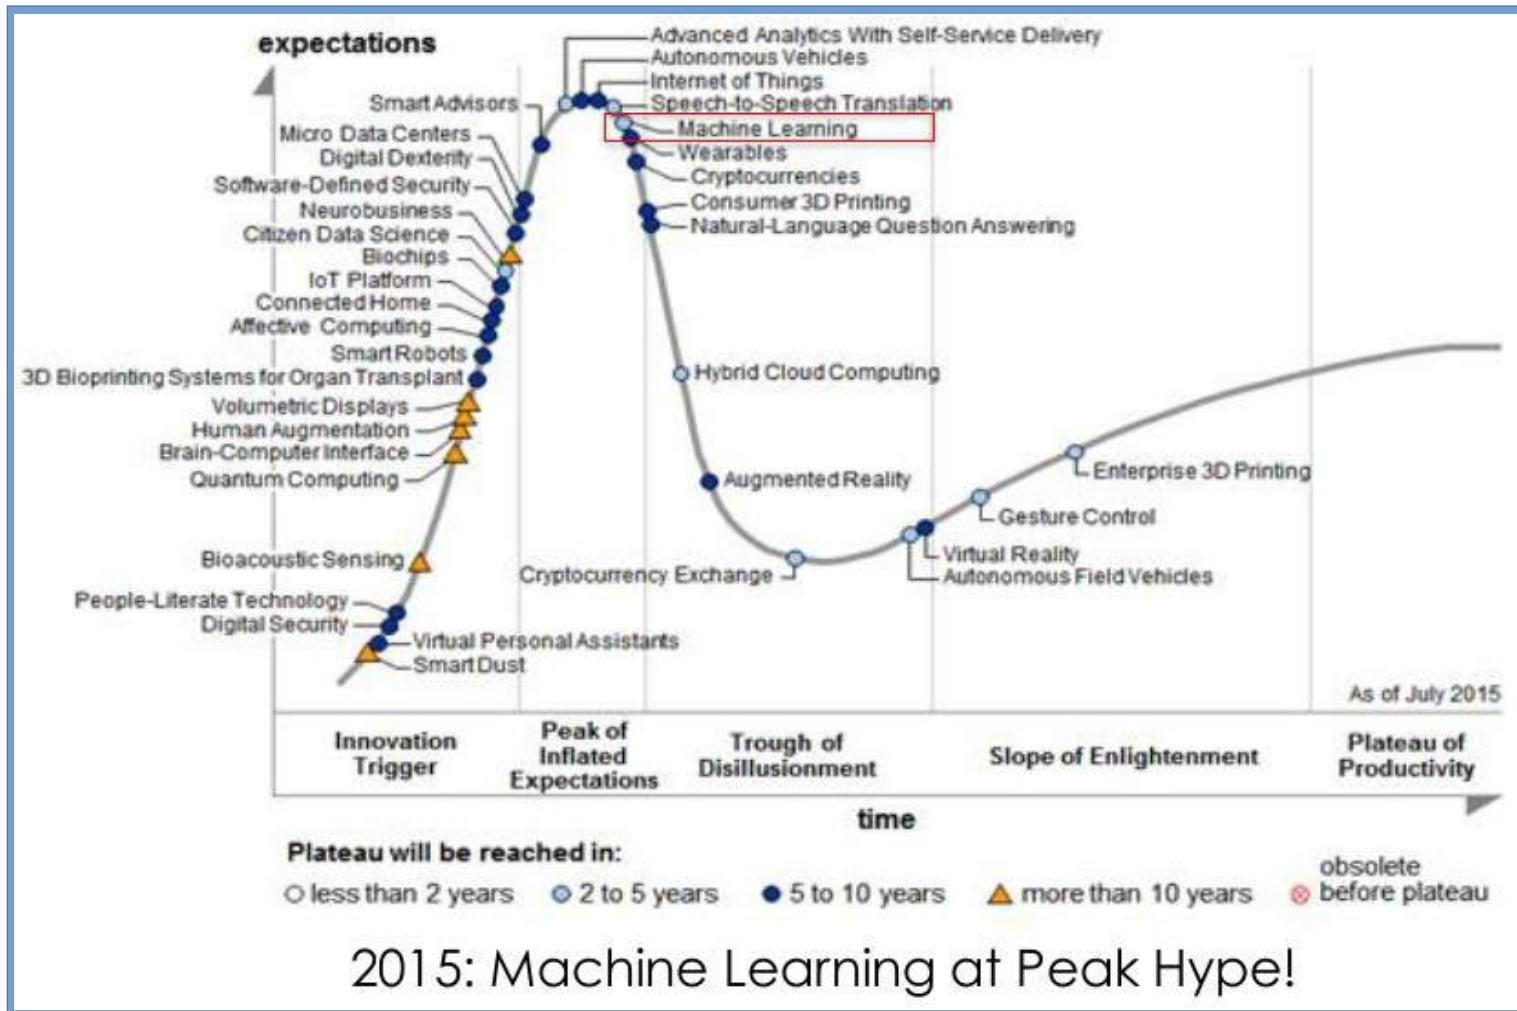 expectations
Advanced Analytics With Self-Service Delivery
Autonomous Vehicles
Internet of Things
Speech-to-Speech Translation
Machine Learning
Wearables
Cryptocurrencies
Consumer 3D Printing
Natural-Language Question Answering
Smart Advisors
Micro Data Centers
Digital Dexterity
Software-Defined Security
Neurobusiness
Citizen Data Science
Biochips
IoT Platform
Connected Home
Affective Computing
Smart Robots
3D Bioprinting Systems for Organ Transplant
Volumetric Displays
Human Augmentation
Brain-Computer Interface
Quantum Computing
Bioacoustic Sensing
People-Literate Technology
Digital Security
Virtual Personal Assistants
Smart Dust
Hybrid Cloud Computing
Augmented Reality
Cryptocurrency Exchange
Enterprise 3D Printing
Gesture Control
Virtual Reality
Autonomous Field Vehicles
As of July 2015
Innovation
Trigger
Peak of
Inflated
Expectations
Trough of
Disillusionment
Slope of Enlightenment
Plateau of
Productivity
time
Plateau will be reached in:
less than 2 years
2 to 5 years
5 to 10 years
more than 10 years
obsolete
before plateau
2015: Machine Learning at Peak Hype!